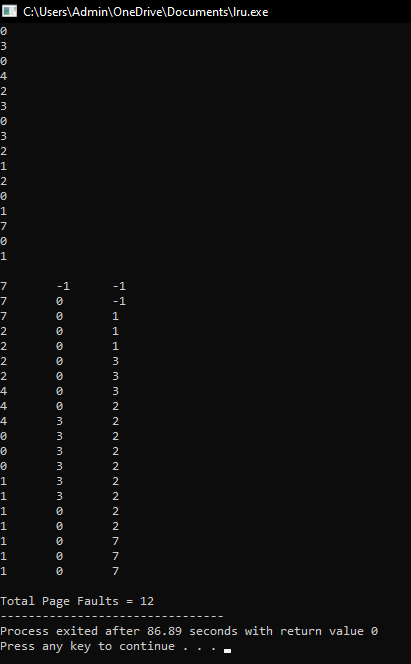 C:\Users\Admin\OneDrive\Documents\lru.exe
0
3
0
4
2
3
0
3
2
1
2
0
1
7
0
1
7 -1 -1
7 0 -1
7 0 1
2 0 1
2 0 1
2 0 3
2 0 3
4 0 3
4 0 2
4 3 2
0 3 2
0 3 2
0 3 2
1 3 2
1 3 2
1 0 2
1 0 2
1 0 7
1 0 7
1 0 7
Total Page Faults = 12
--------------------------------
Process exited after 86.89 seconds with return value 0
Press any key to continue . . .